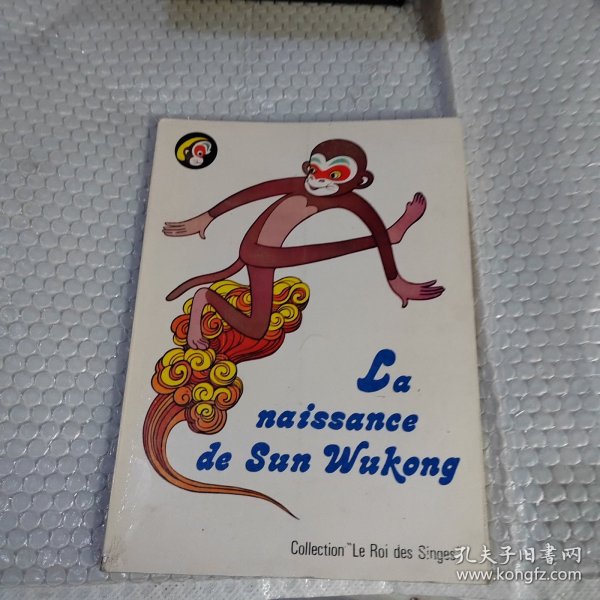 La
naissance
de Sun Wukong
Collection "Le Roi des Singes"
孔夫子旧书网
www.kongfz.com